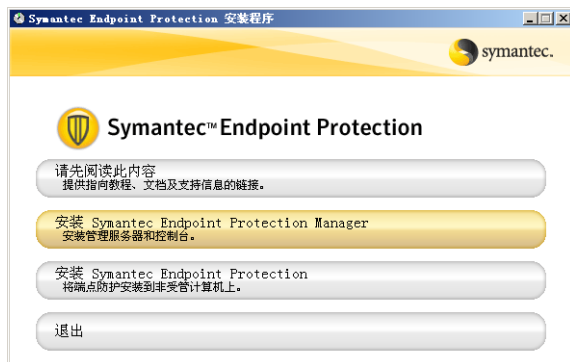 Symantec Endpoint Protection 安装程序
symantec.
Symantec™ Endpoint Protection
请先阅读此内容
提供指向教程、文档及支持信息的链接。
安装 Symantec Endpoint Protection Manager
安装管理服务器和控制台。
安装 Symantec Endpoint Protection
将端点防护安装到非受管计算机上。
退出